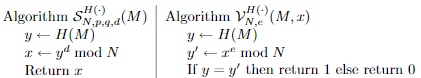 Algorithm S^{H(·)}_{N,p,q,d}(M)
y ← H(M)
x ← y^d mod N
Return x
Algorithm V^{H(·)}_{N,e}(M, x)
y ← H(M)
y′ ← x^e mod N
If y = y′ then return 1 else return 0